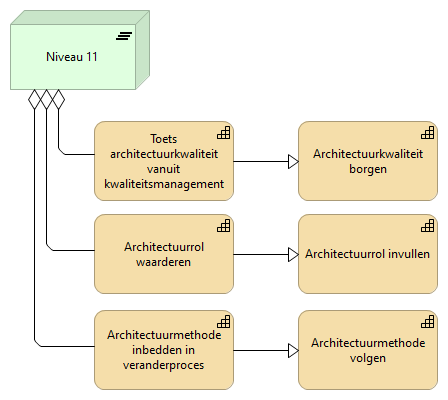 Niveau 11
Toets
architectuurkwaliteit
vanuit
kwaliteitsmanagement
Architectuurkwaliteit
borgen
Architectuurrol
waarderen
Architectuurrol invullen
Architectuurmethode
inbedden in
veranderproces
Architectuurmethode
volgen